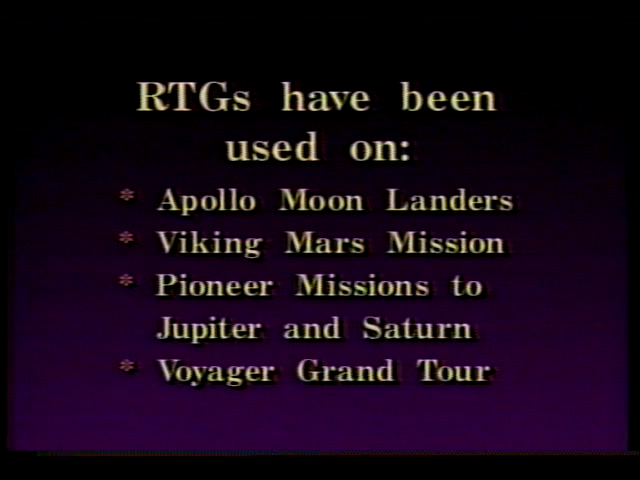 RTGs have been
used on:
* Apollo Moon Landers
* Viking Mars Mission
* Pioneer Missions to
Jupiter and Saturn
* Voyager Grand Tour